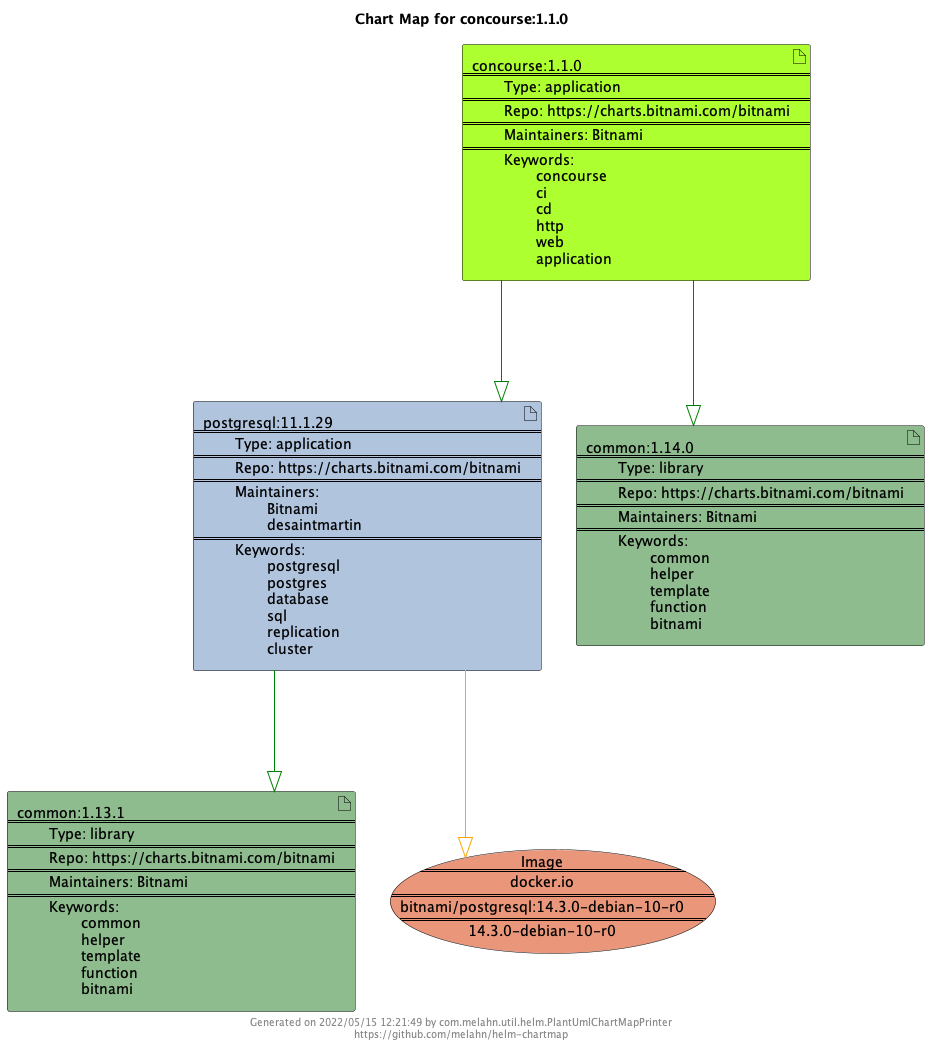 Chart Map for concourse:1.1.0
concourse:1.1.0
Type: application
Repo: https://charts.bitnami.com/bitnami
Maintainers: Bitnami
Keywords:
concourse
ci
cd
http
web
application
postgresql:11.1.29
Type: application
Repo: https://charts.bitnami.com/bitnami
Maintainers:
Bitnami
desaintmartin
Keywords:
postgresql
postgres
database
sql
replication
cluster
common:1.14.0
Type: library
Repo: https://charts.bitnami.com/bitnami
Maintainers: Bitnami
Keywords:
common
helper
template
function
bitnami
common:1.13.1
Type: library
Repo: https://charts.bitnami.com/bitnami
Maintainers: Bitnami
Keywords:
common
helper
template
function
bitnami
Image
docker.io
bitnami/postgresql:14.3.0-debian-10-r0
14.3.0-debian-10-r0
Generated on 2022/05/15 12:21:49 by com.melahn.util.helm.PlantUmlChartMapPrinter
https://github.com/melahn/helm-chartmap